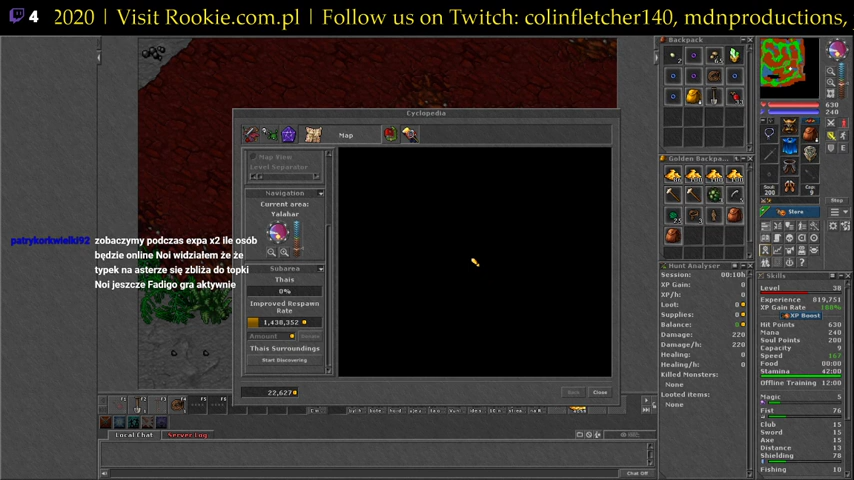 4
2020 | Visit Rookie.com.pl | Follow us on Twitch: colinfletcher140, mdnproductions,
Backpack
Cyclopedia
Map
Map View
Level Separator
Navigation
Current area:
Yalahar
Subarea
Thais
0%
Improved Respawn
Rate
1,438,352
Amount
Donate
Thais Surroundings
Start Discovering
22,627
Back
Close
patrykorkwielki92 zobaczymy podczas expa x2 ile osób
będzie online Noi widziałem że że
typek na asterze się zbliża do topki
Noi jeszcze Fadigo gra aktywnie
630
240
Soul:
200
Cap:
9
Stop
Store
Golden Backpa...
Hunt Analyser
Session: 00:10h
XP Gain: 0
XP/h: 0
Loot: 0
Supplies: 0
Balance: 0
Damage: 220
Damage/h: 220
Healing: 0
Healing/h: 0
Killed Monsters:
None
Looted items:
None
Skills
Level 38
Experience 819,751
XP Gain Rate 100%
XP Boost
Hit Points 630
Mana 240
Soul Points 200
Capacity 9
Speed 167
Food 00:00
Stamina 42:00
Offline Training 12:00
Magic 5
Fist 76
Club 15
Sword 15
Axe 15
Distance 13
Shielding 78
Fishing 10
Local Chat
Server Log
Chat Off